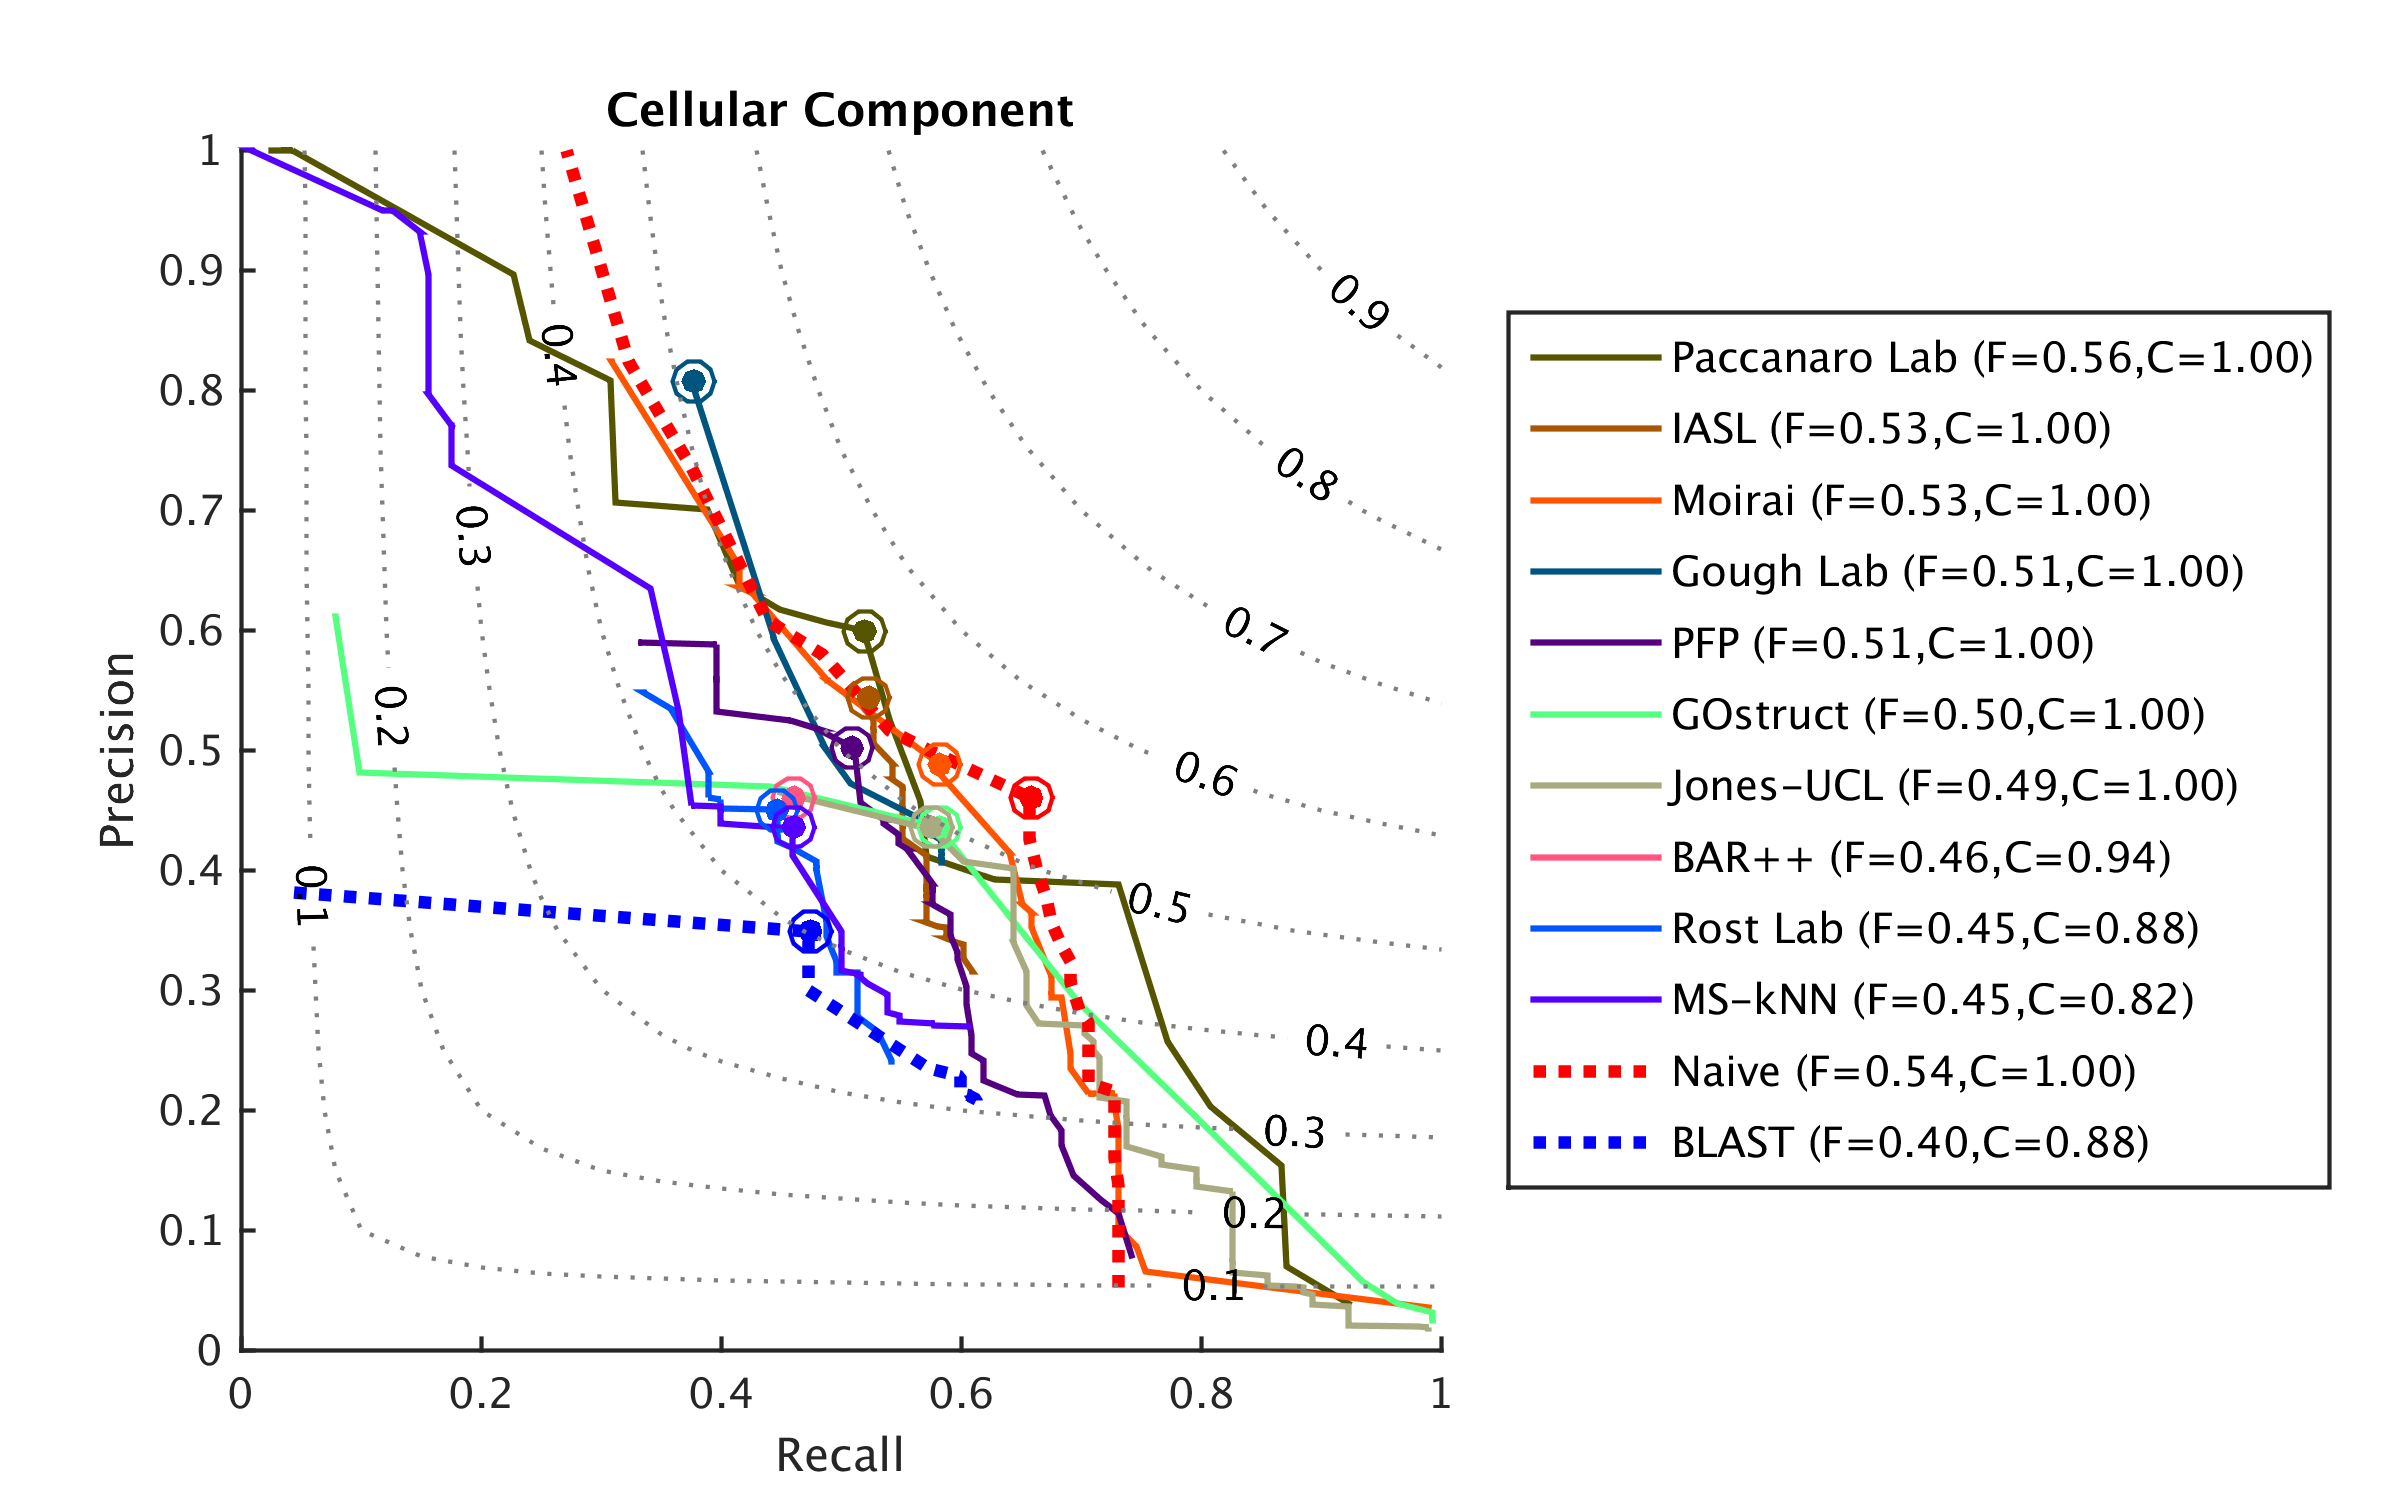 Cellular Component
1
0.9
0.8
0.7
0.6
0.5
0.4
0.3
0.2
0.1
0
Precision
0
0.2
0.4
0.6
0.8
1
Recall
0.1
0.2
0.3
0.4
0.9
0.8
0.7
0.6
0.5
0.4
0.3
0.2
0.1
Paccanaro Lab (F=0.56,C=1.00)
IASL (F=0.53,C=1.00)
Moirai (F=0.53,C=1.00)
Gough Lab (F=0.51,C=1.00)
PFP (F=0.51,C=1.00)
GOstruct (F=0.50,C=1.00)
Jones-UCL (F=0.49,C=1.00)
BAR++ (F=0.46,C=0.94)
Rost Lab (F=0.45,C=0.88)
MS-kNN (F=0.45,C=0.82)
Naive (F=0.54,C=1.00)
BLAST (F=0.40,C=0.88)